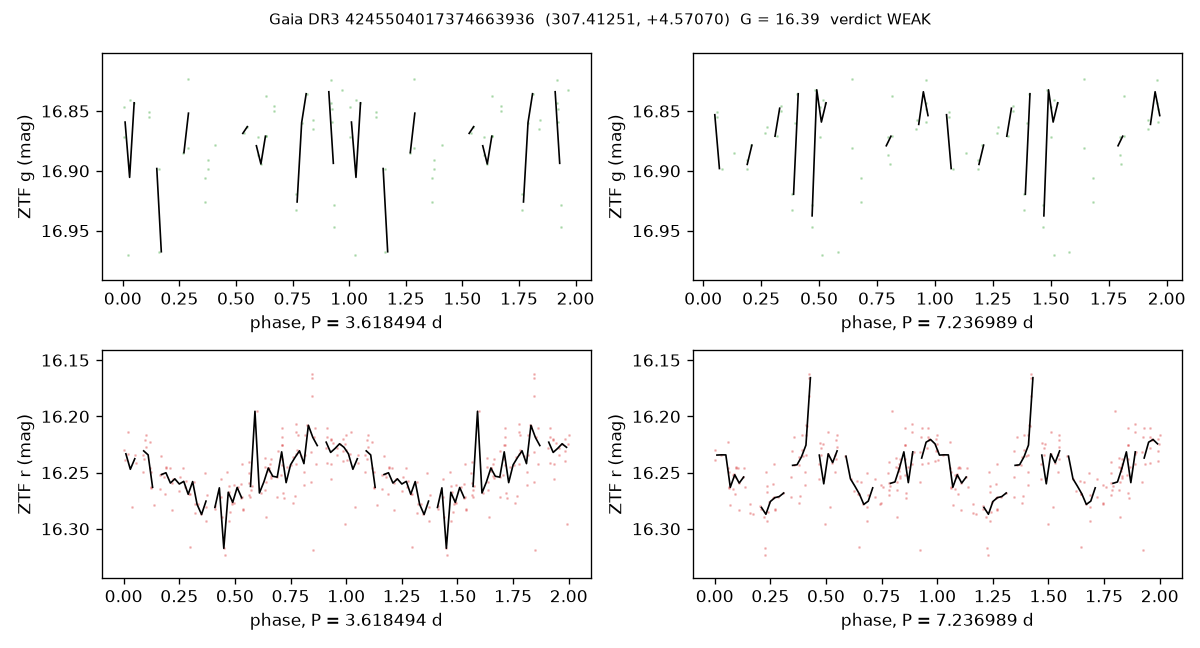 Gaia DR3 4245504017374663936 (307.41251, +4.57070) G = 16.39 verdict WEAK
ZTF g (mag)
16.85
16.90
16.95
0.00 0.25 0.50 0.75 1.00 1.25 1.50 1.75 2.00
phase, P = 3.618494 d
ZTF g (mag)
16.85
16.90
16.95
0.00 0.25 0.50 0.75 1.00 1.25 1.50 1.75 2.00
phase, P = 7.236989 d
ZTF r (mag)
16.15
16.20
16.25
16.30
0.00 0.25 0.50 0.75 1.00 1.25 1.50 1.75 2.00
phase, P = 3.618494 d
ZTF r (mag)
16.15
16.20
16.25
16.30
0.00 0.25 0.50 0.75 1.00 1.25 1.50 1.75 2.00
phase, P = 7.236989 d